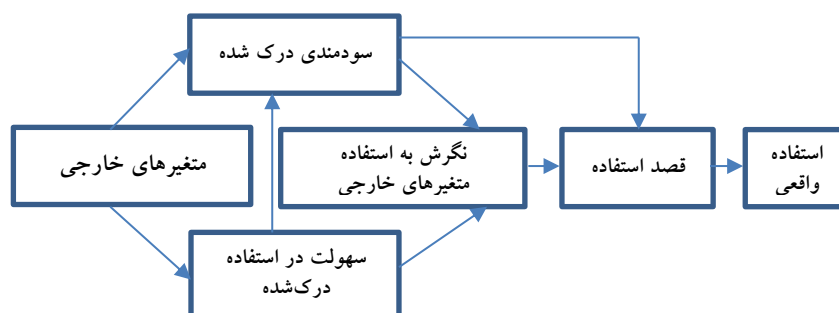 سودمندی درک شده
متغیرهای خارجی
نگرش به استفاده
متغیرهای خارجی
قصد استفاده
استفاده
واقعی
سهولت در استفاده
درک‌شده